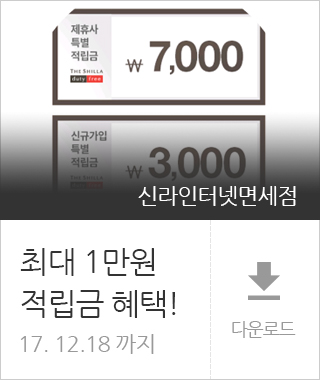 제휴사
특별
적립금
THE SHILLA
duty free
₩ 7,000
신규가입
특별
적립금
THE SHILLA
duty free
₩ 3,000
신라인터넷면세점
최대 1만원
적립금 혜택!
17. 12.18 까지
다운로드